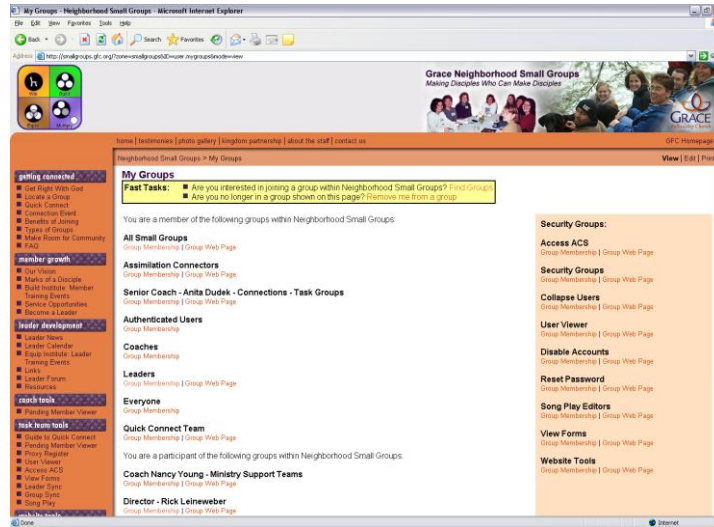 My Groups - Neighborhood Small Groups - Microsoft Internet Explorer
File Edit View Favorites Tools Help
Back Search Favorites
Address http://smallgroups.gfc.org/?zone=smallgroups&ID=user.mygroups&mode=view
Grace Neighborhood Small Groups
Making Disciples Who Can Make Disciples
GRACE
home | testimonies | photo gallery | kingdom partnership | about the staff | contact us
GFC Homepage
Neighborhood Small Groups > My Groups
View | Edit | Print
getting connected
Get Right With God
Locate a Group
Quick Connect
Connection Event
Benefits of Joining
Types of Groups
Make Room for Community
FAQ
member growth
Our Vision
Marks of a Disciple
Build Institute: Member
Training Events
Service Opportunities
Become a Leader
leader development
Leader News
Leader Calendar
Equip Institute: Leader
Training Events
Links
Leader Forum
Resources
coach tools
Pending Member Viewer
task team tools
Guide to Quick Connect
Pending Member Viewer
Proxy Register
User Viewer
Access ACS
View Forms
Leader Sync
Group Sync
Song Play
website tools
My Groups
Fast Tasks: Are you interested in joining a group within Neighborhood Small Groups? Find Groups
Are you no longer in a group shown on this page? Remove me from a group
You are a member of the following groups within Neighborhood Small Groups:
All Small Groups
Group Membership | Group Web Page
Assimilation Connectors
Group Membership | Group Web Page
Senior Coach - Anita Dudek - Connections - Task Groups
Group Membership | Group Web Page
Authenticated Users
Group Membership
Coaches
Group Membership
Leaders
Group Membership | Group Web Page
Everyone
Group Membership
Quick Connect Team
Group Membership | Group Web Page
You are a participant of the following groups within Neighborhood Small Groups:
Coach Nancy Young - Ministry Support Teams
Group Membership | Group Web Page
Director - Rick Leineweber
Group Membership | Group Web Page
Security Groups:
Access ACS
Group Membership | Group Web Page
Security Groups
Group Membership | Group Web Page
Collapse Users
Group Membership | Group Web Page
User Viewer
Group Membership | Group Web Page
Disable Accounts
Group Membership | Group Web Page
Reset Password
Group Membership | Group Web Page
Song Play Editors
Group Membership | Group Web Page
View Forms
Group Membership | Group Web Page
Website Tools
Group Membership | Group Web Page
Done
Internet